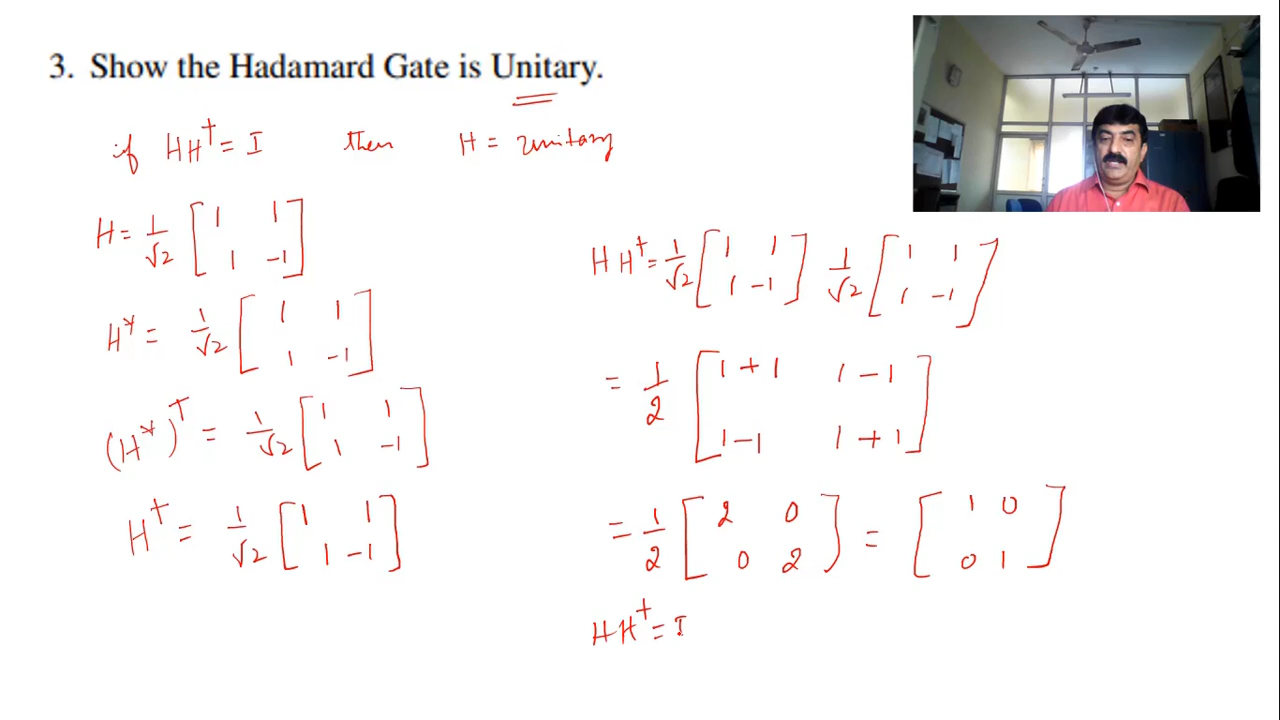 3. Show the Hadamard Gate is Unitary.
if HH† = I then H = unitary
H = 1/√2 [1 1
1 -1]
H* = 1/√2 [1 1
1 -1]
(H*)ᵀ = 1/√2 [1 1
1 -1]
H† = 1/√2 [1 1
1 -1]
HH† = 1/√2 [1 1 1/√2 [1 1
1 -1] 1 -1]
= 1/2 [1+1 1-1
1-1 1+1]
= 1/2 [2 0 = [1 0
0 2] 0 1]
HH† = I